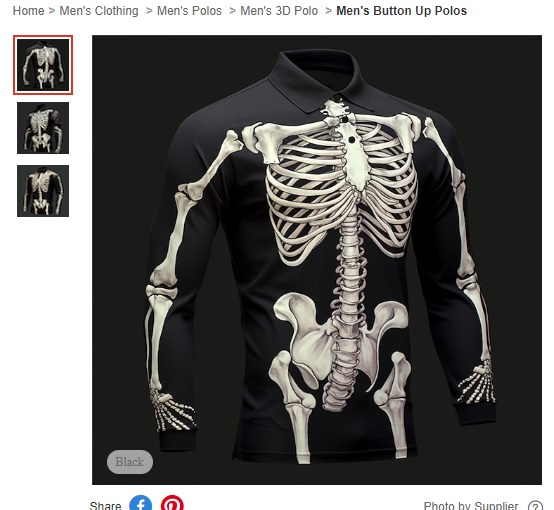 Home > Men's Clothing > Men's Polos > Men's 3D Polo > Men's Button Up Polos
Black
Share
Photo by Supplier ?